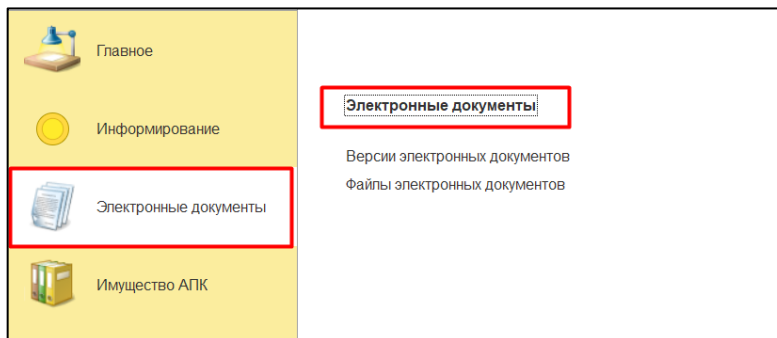 Главное
Информирование
Электронные документы
Имущество АПК
Электронные документы
Версии электронных документов
Файлы электронных документов